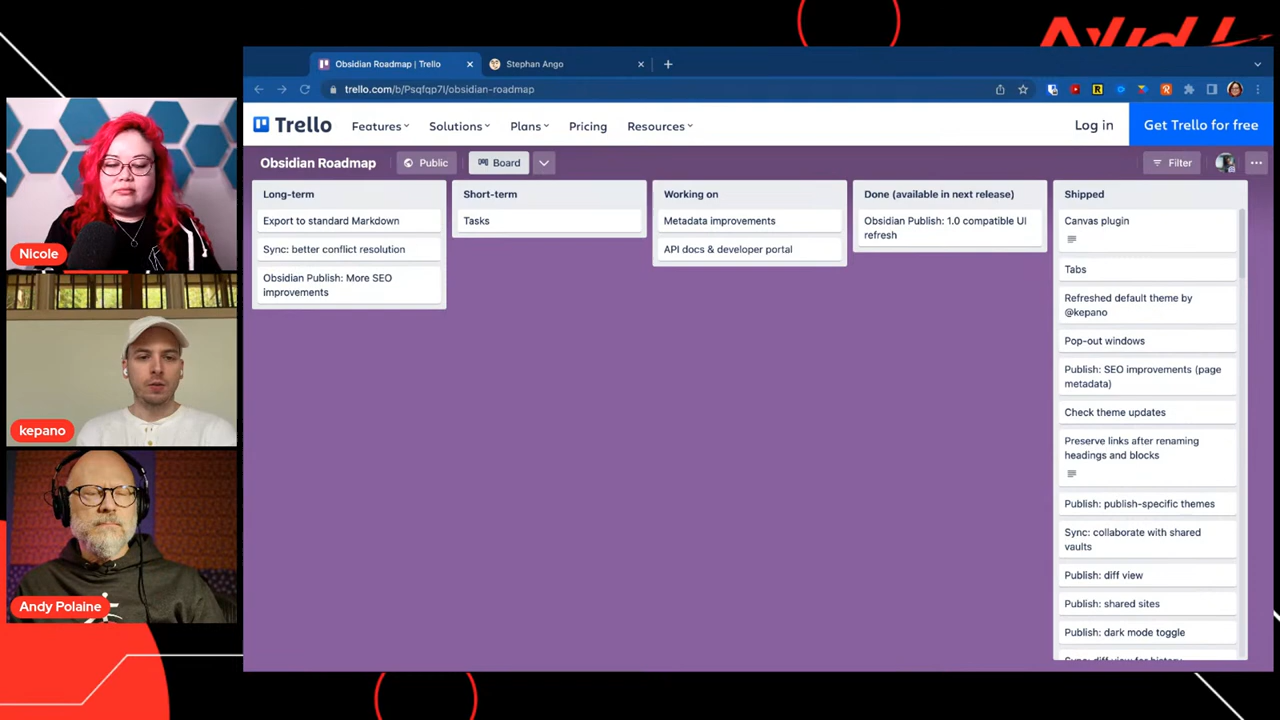 Obsidian Roadmap | Trello
Stephan Ango
trello.com/b/Psqfqp7I/obsidian-roadmap
Trello
Features
Solutions
Plans
Pricing
Resources
Log in
Get Trello for free
Obsidian Roadmap
Public
Board
Filter
Long-term
Export to standard Markdown
Sync: better conflict resolution
Obsidian Publish: More SEO
improvements
Short-term
Tasks
Working on
Metadata improvements
API docs & developer portal
Done (available in next release)
Obsidian Publish: 1.0 compatible UI
refresh
Shipped
Canvas plugin
Tabs
Refreshed default theme by
@kepano
Pop-out windows
Publish: SEO improvements (page
metadata)
Check theme updates
Preserve links after renaming
headings and blocks
Publish: publish-specific themes
Sync: collaborate with shared
vaults
Publish: diff view
Publish: shared sites
Publish: dark mode toggle
Sync: diff view for history
Nicole
kepano
Andy Polaine